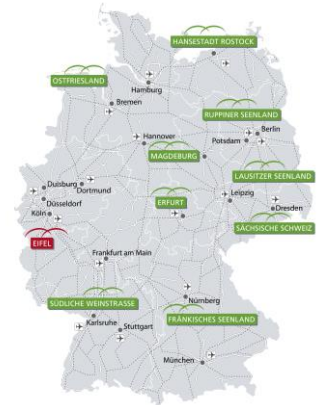 HANSESTADT ROSTOCK
OSTFRIESLAND
Hamburg
Bremen
RUPPINER SEENLAND
Berlin
Hannover
Potsdam
MAGDEBURG
LAUSITZER SEENLAND
Duisburg
Dortmund
ERFURT
Leipzig
Düsseldorf
Dresden
Köln
SÄCHSISCHE SCHWEIZ
EIFEL
Frankfurt am Main
SÜDLICHE WEINSTRASSE
Nürnberg
Karlsruhe
Stuttgart
FRÄNKISCHES SEENLAND
München